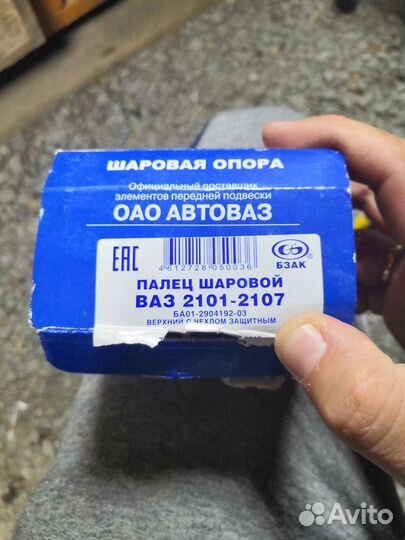 ШАРОВАЯ ОПОРА
Официальный поставщик
элементов передней подвески
ОАО АВТОВАЗ
EAC
4612728050036
БЗАК
ПАЛЕЦ ШАРОВОЙ
ВАЗ 2101-2107
БА01-2904192-03
ВЕРХНИЙ С ЧЕХЛОМ ЗАЩИТНЫМ
Avito